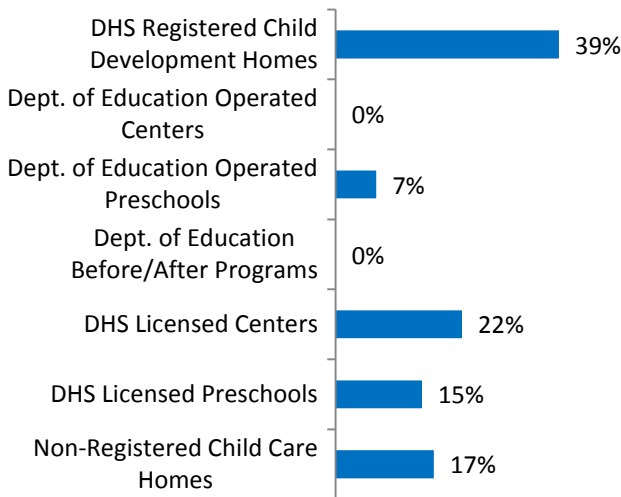 DHS Registered Child
Development Homes
39%
Dept. of Education Operated
Centers
0%
Dept. of Education Operated
Preschools
7%
Dept. of Education
Before/After Programs
0%
DHS Licensed Centers
22%
DHS Licensed Preschools
15%
Non-Registered Child Care
Homes
17%